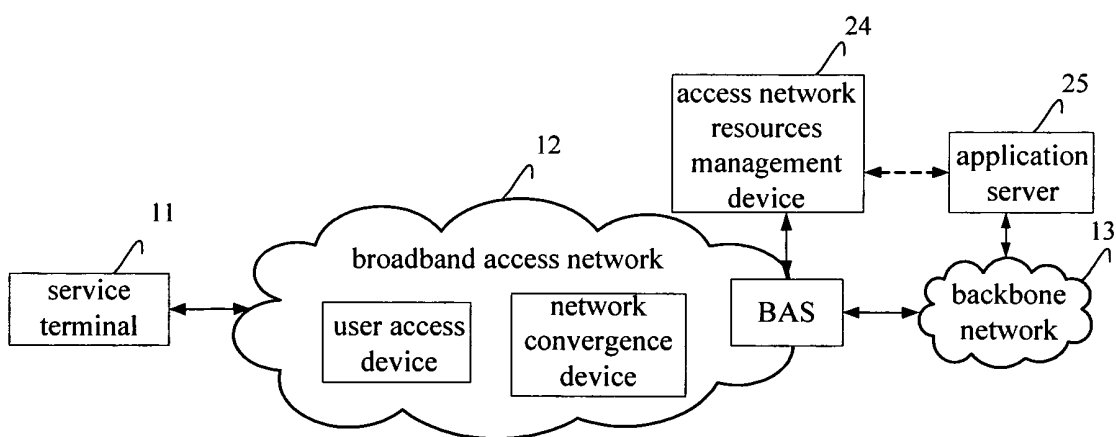 24
access network
resources
management
device
25
application
server
12
11
13
broadband access network
service
terminal
user access
device
network
convergence
device
BAS
backbone
network